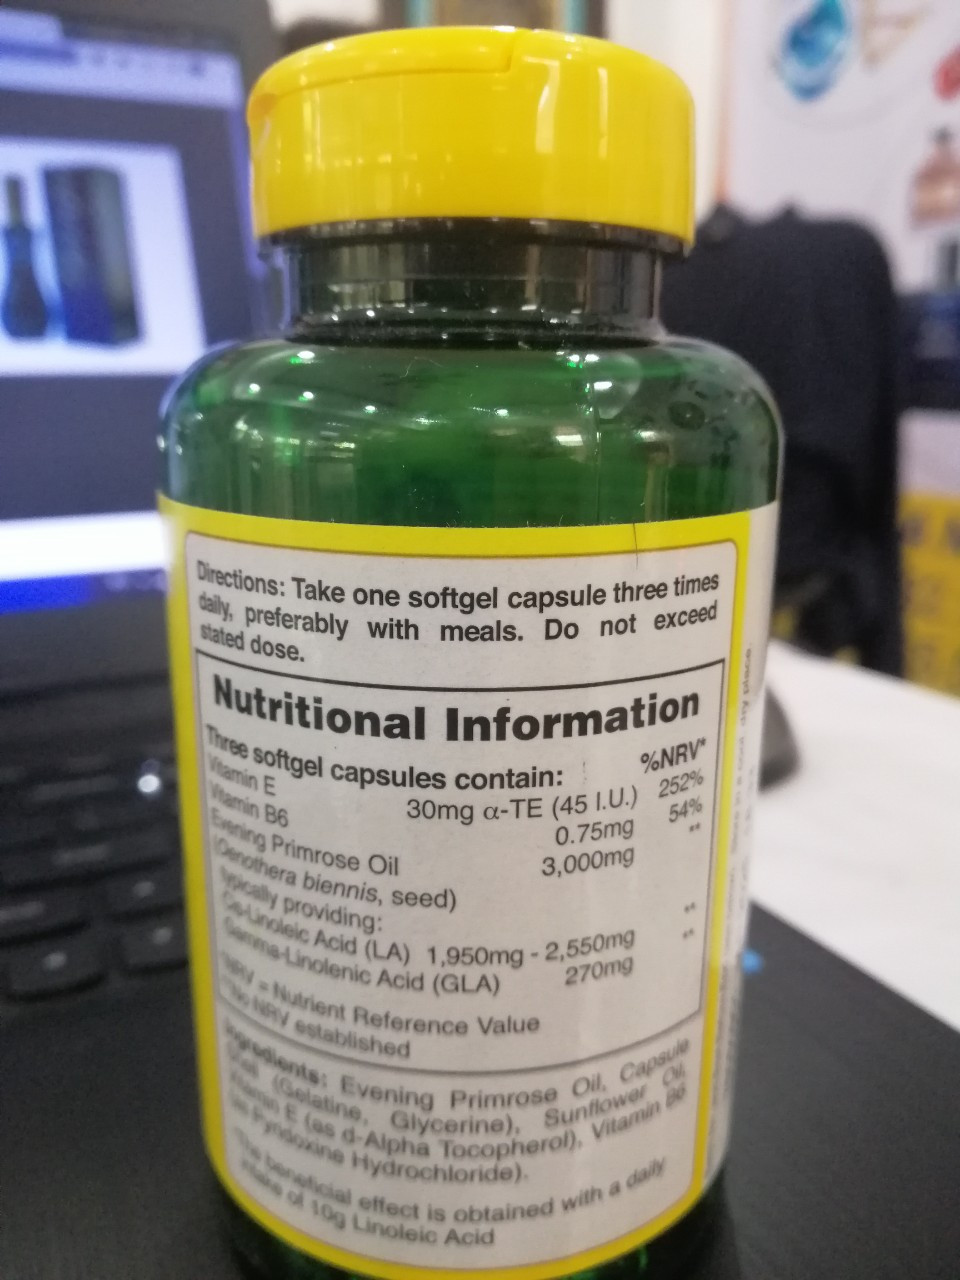 Directions: Take one softgel capsule three times
daily, preferably with meals. Do not exceed
stated dose.
Nutritional Information
Three softgel capsules contain: %NRV*
Vitamin E 30mg α-TE (45 I.U.) 252%
Vitamin B6 0.75mg 54%
Evening Primrose Oil 3,000mg **
(Oenothera biennis, seed)
typically providing:
Cis-Linoleic Acid (LA) 1,950mg - 2,550mg **
Gamma-Linolenic Acid (GLA) 270mg **
*NRV = Nutrient Reference Value
**No NRV established
Ingredients: Evening Primrose Oil, Capsule
Shell (Gelatine, Glycerine), Sunflower Oil,
Vitamin E (as d-Alpha Tocopherol), Vitamin B6
(as Pyridoxine Hydrochloride).
The beneficial effect is obtained with a daily
intake of 10g Linoleic Acid
dry place.